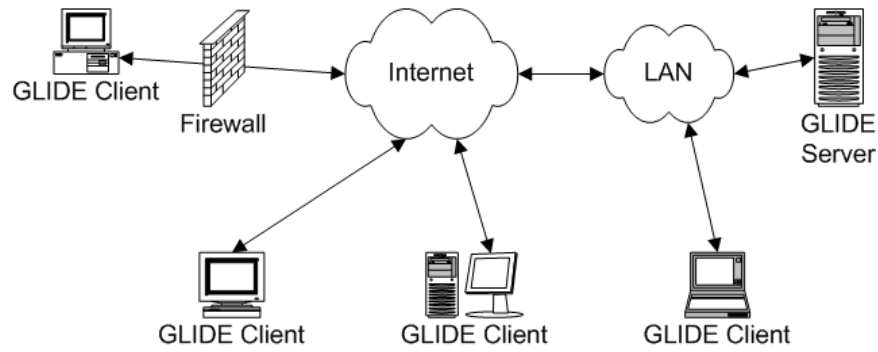 Internet
LAN
GLIDE Client
Firewall
GLIDE
Server
GLIDE Client
GLIDE Client
GLIDE Client